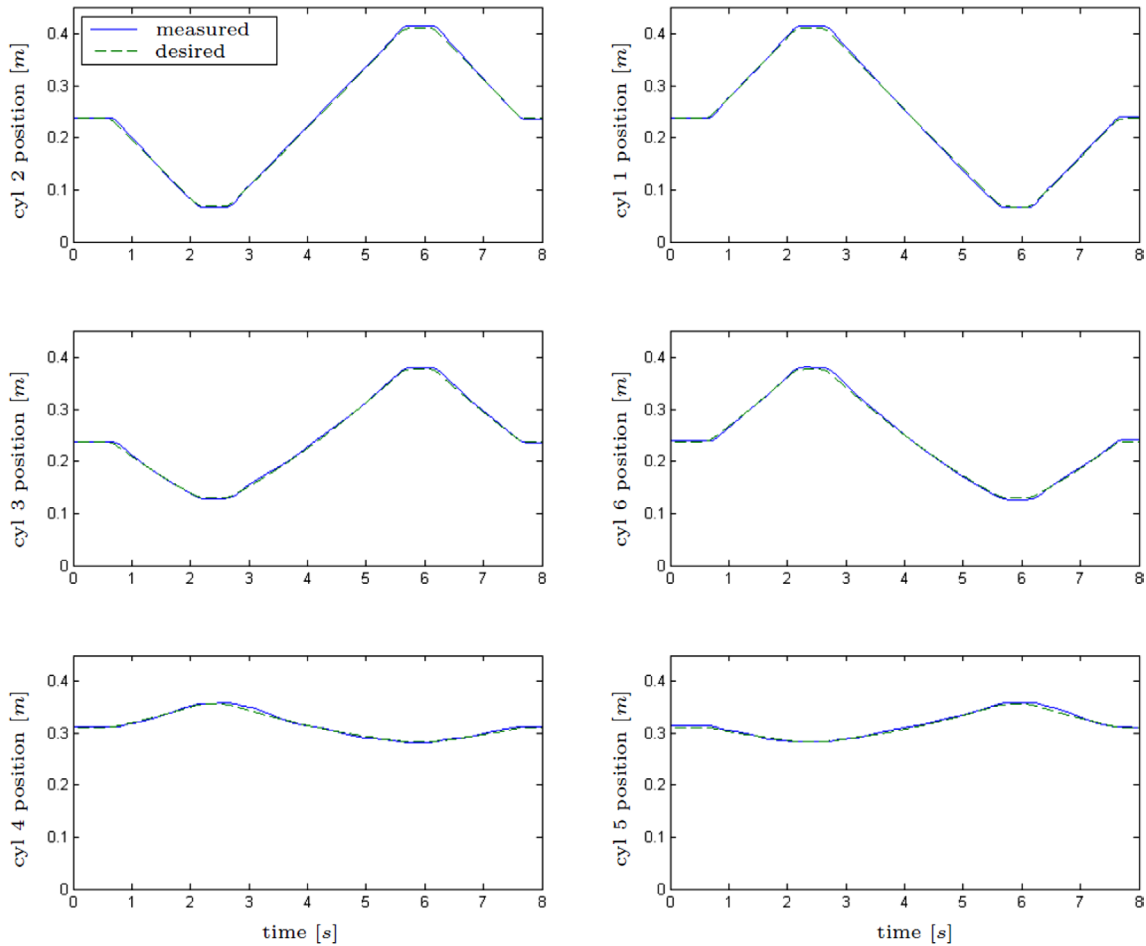 measured
desired
cyl 2 position [m]
0.4
0.3
0.2
0.1
0
0 1 2 3 4 5 6 7 8
cyl 1 position [m]
0.4
0.3
0.2
0.1
0
0 1 2 3 4 5 6 7 8
cyl 3 position [m]
0.4
0.3
0.2
0.1
0
0 1 2 3 4 5 6 7 8
cyl 6 position [m]
0.4
0.3
0.2
0.1
0
0 1 2 3 4 5 6 7 8
cyl 4 position [m]
0.4
0.3
0.2
0.1
0
0 1 2 3 4 5 6 7 8
time [s]
cyl 5 position [m]
0.4
0.3
0.2
0.1
0
0 1 2 3 4 5 6 7 8
time [s]